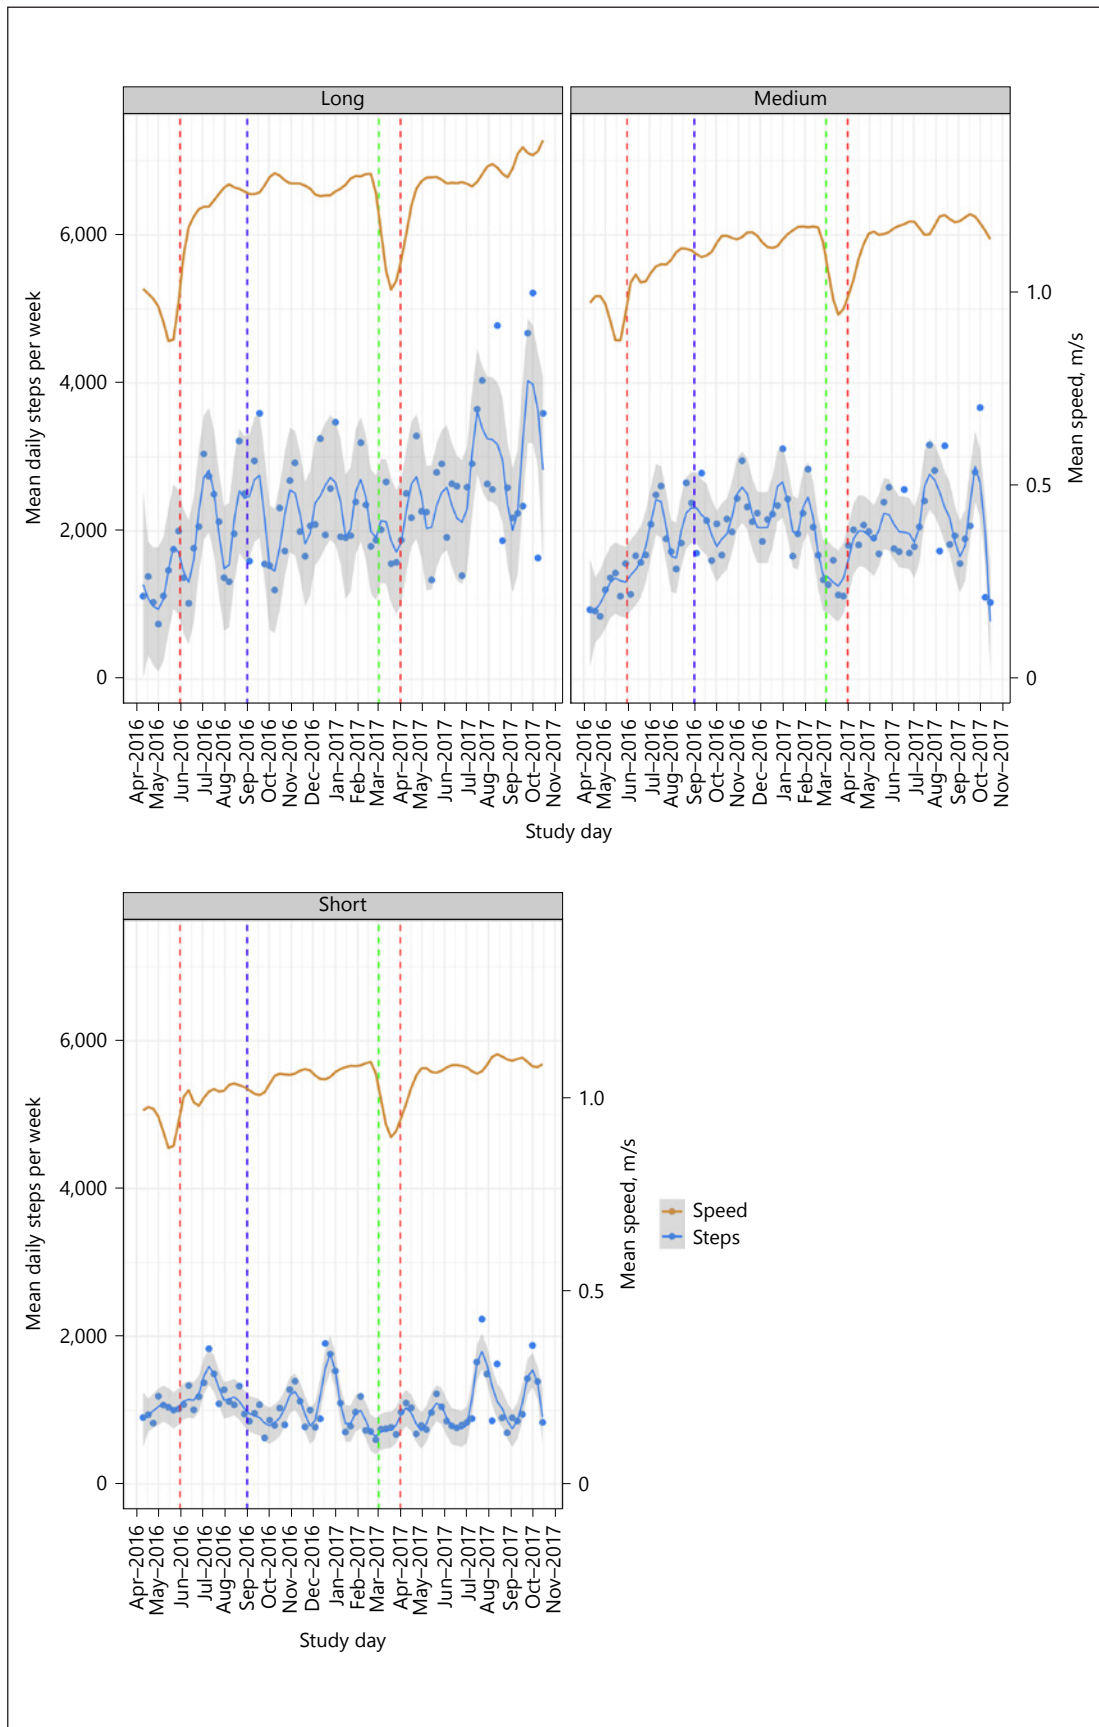 Long
Medium
Mean daily steps per week
6,000
4,000
2,000
0
Mean speed, m/s
1.0
0.5
0
Apr–2016
May–2016
Jun–2016
Jul–2016
Aug–2016
Sep–2016
Oct–2016
Nov–2016
Dec–2016
Jan–2017
Feb–2017
Mar–2017
Apr–2017
May–2017
Jun–2017
Jul–2017
Aug–2017
Sep–2017
Oct–2017
Nov–2017
Apr–2016
May–2016
Jun–2016
Jul–2016
Aug–2016
Sep–2016
Oct–2016
Nov–2016
Dec–2016
Jan–2017
Feb–2017
Mar–2017
Apr–2017
May–2017
Jun–2017
Jul–2017
Aug–2017
Sep–2017
Oct–2017
Nov–2017
Study day
Short
Mean daily steps per week
6,000
4,000
2,000
0
Mean speed, m/s
1.0
0.5
0
Speed
Steps
Apr–2016
May–2016
Jun–2016
Jul–2016
Aug–2016
Sep–2016
Oct–2016
Nov–2016
Dec–2016
Jan–2017
Feb–2017
Mar–2017
Apr–2017
May–2017
Jun–2017
Jul–2017
Aug–2017
Sep–2017
Oct–2017
Nov–2017
Study day